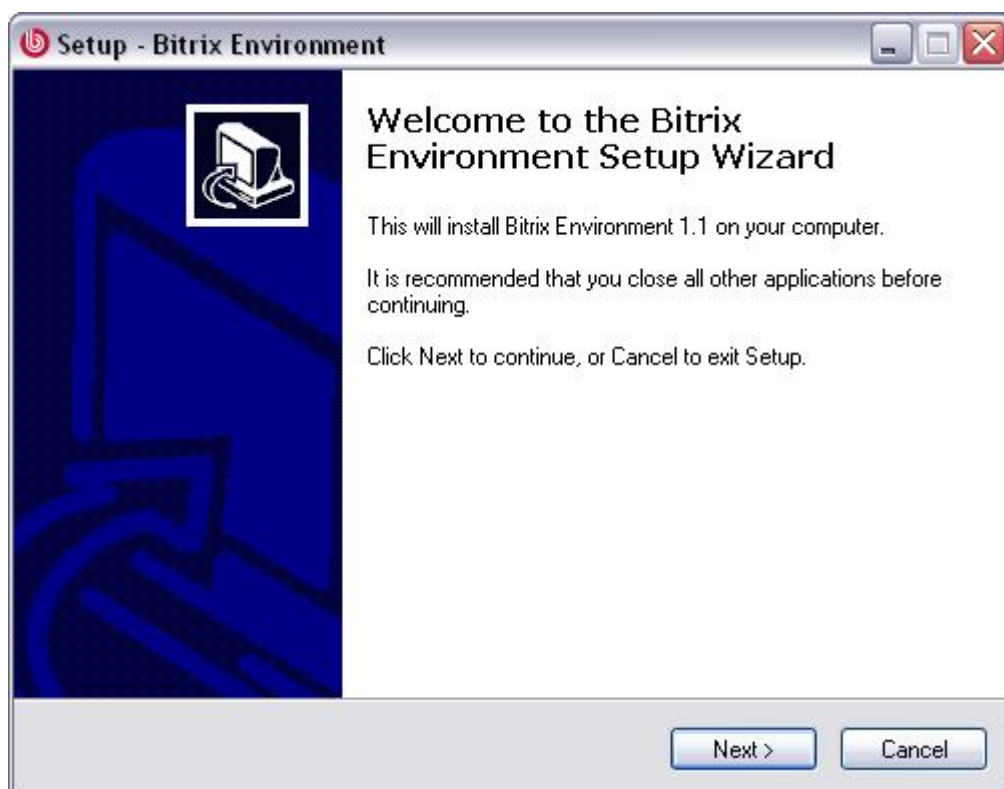 Setup - Bitrix Environment
Welcome to the Bitrix
Environment Setup Wizard
This will install Bitrix Environment 1.1 on your computer.
It is recommended that you close all other applications before
continuing.
Click Next to continue, or Cancel to exit Setup.
Next >
Cancel